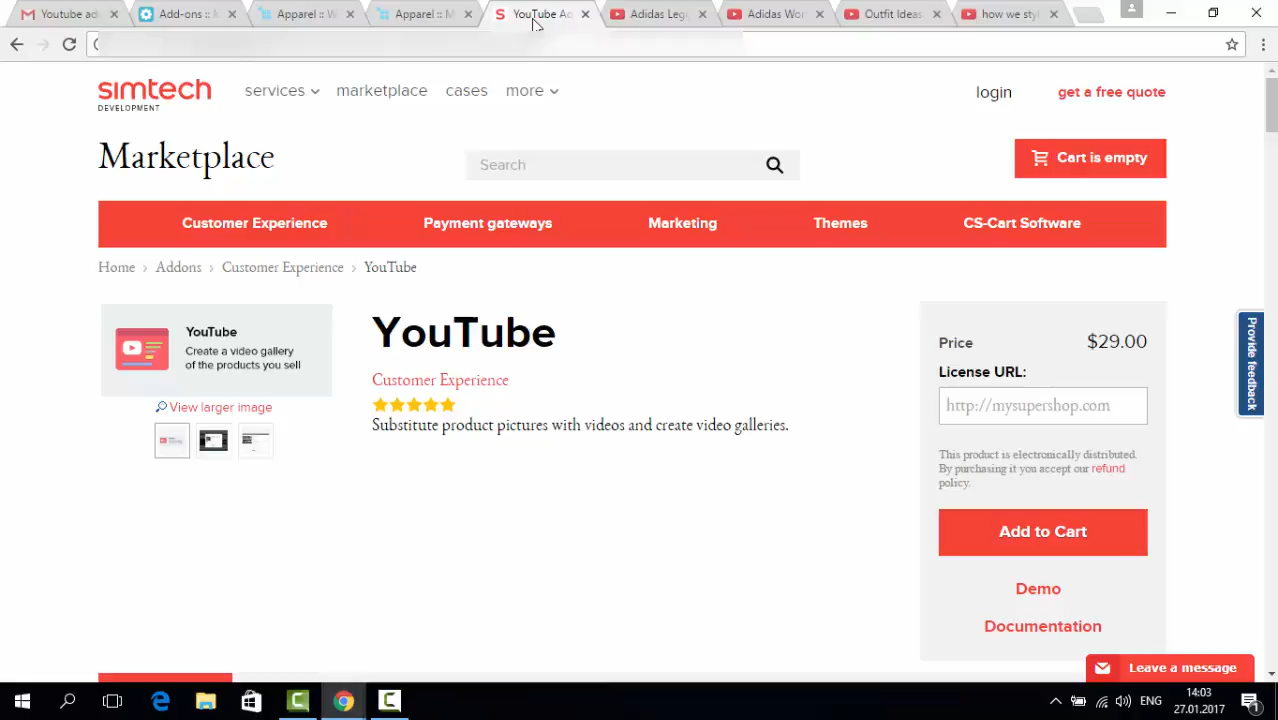 Youtube ad
Add-ons ::
Apparel :: W
Apparel :: M
YouTube Ad
Adidas Legg
Adidas Wor
Outfit Ideas
how we sty
simtech
DEVELOPMENT
services
marketplace
cases
more
login
get a free quote
Marketplace
Search
Cart is empty
Customer Experience
Payment gateways
Marketing
Themes
CS-Cart Software
Home › Addons › Customer Experience › YouTube
YouTube
Create a video gallery
of the products you sell
View larger image
YouTube
Customer Experience
Substitute product pictures with videos and create video galleries.
Price $29.00
License URL:
http://mysupershop.com
This product is electronically distributed.
By purchasing it you accept our refund
policy.
Add to Cart
Demo
Documentation
Provide feedback
Leave a message
ENG
14:03
27.01.2017